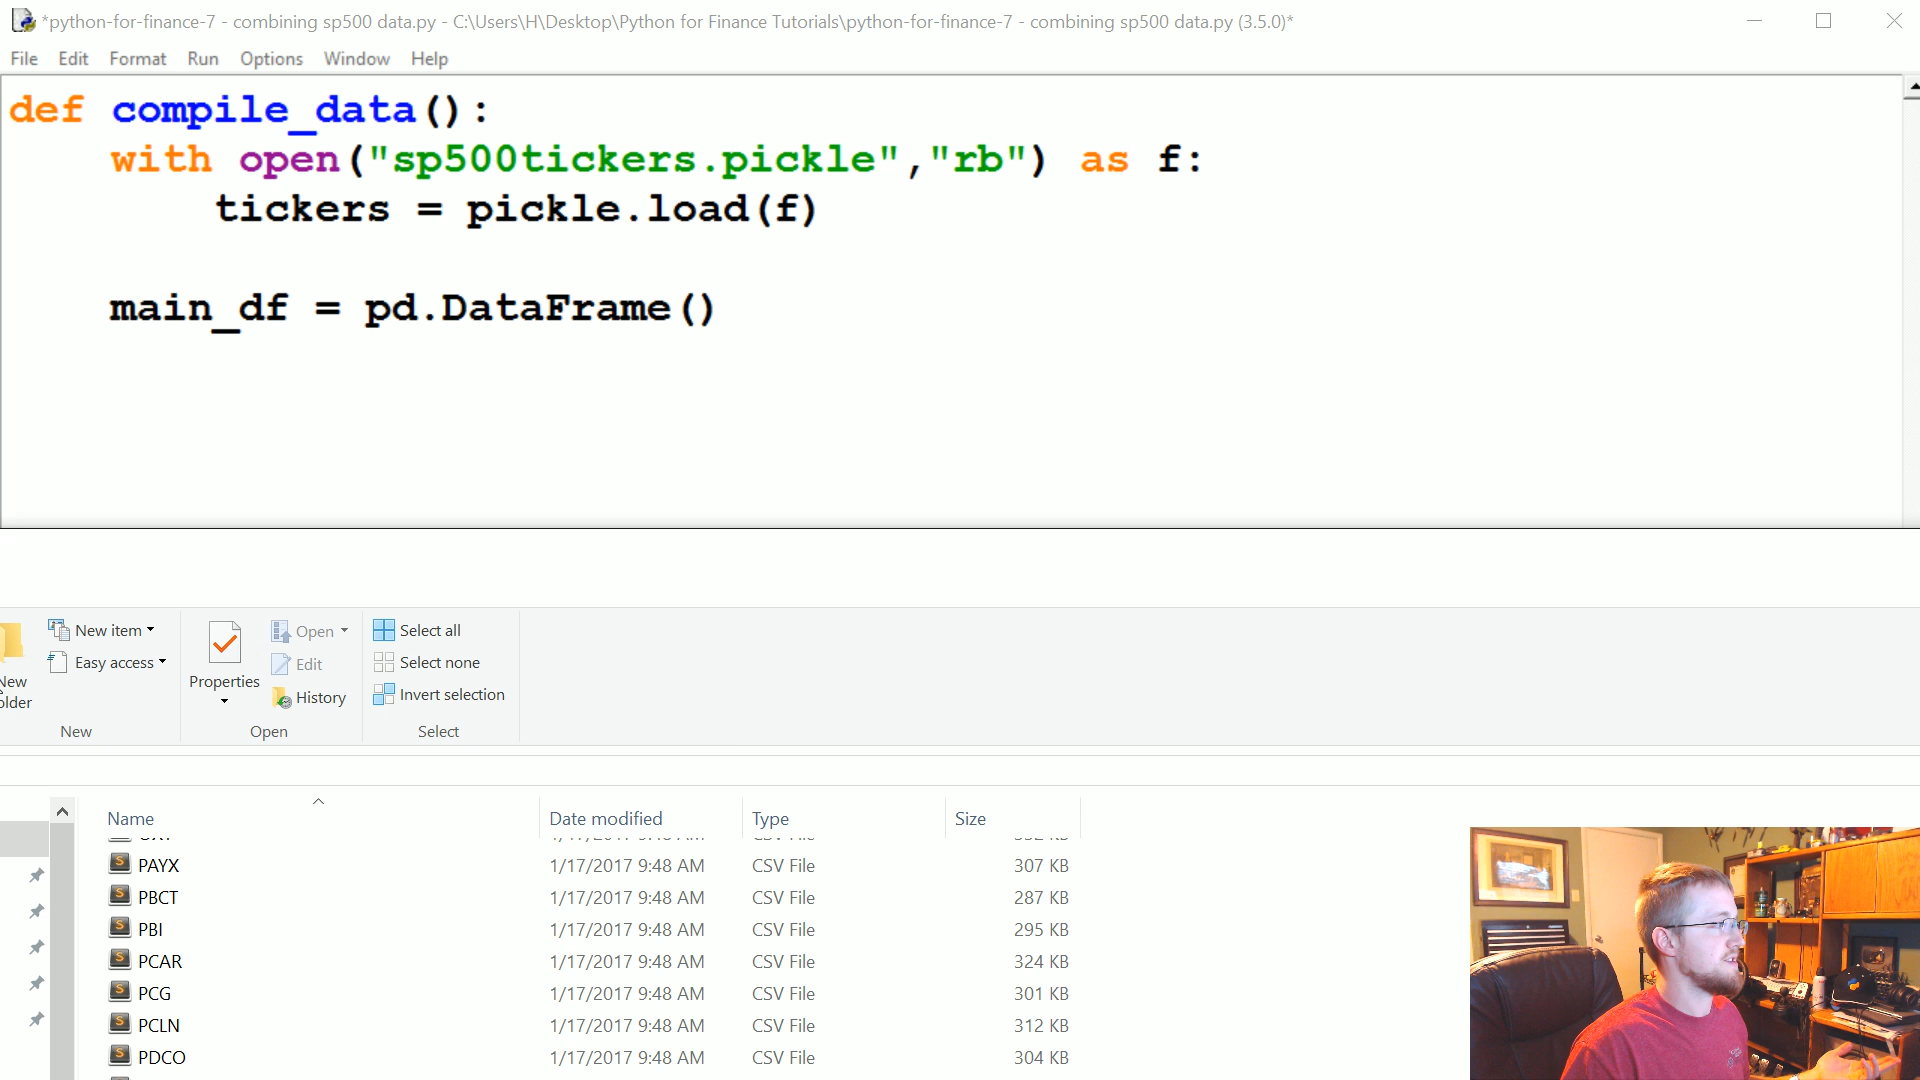 *python-for-finance-7 - combining sp500 data.py - C:\Users\H\Desktop\Python for Finance Tutorials\python-for-finance-7 - combining sp500 data.py (3.5.0)*
File Edit Format Run Options Window Help
def compile_data():
with open("sp500tickers.pickle","rb") as f:
tickers = pickle.load(f)
main_df = pd.DataFrame()
New item
Easy access
New
older
New
Properties
Open
Edit
History
Open
Select all
Select none
Invert selection
Select
Name Date modified Type Size
PAYX 1/17/2017 9:48 AM CSV File 307 KB
PBCT 1/17/2017 9:48 AM CSV File 287 KB
PBI 1/17/2017 9:48 AM CSV File 295 KB
PCAR 1/17/2017 9:48 AM CSV File 324 KB
PCG 1/17/2017 9:48 AM CSV File 301 KB
PCLN 1/17/2017 9:48 AM CSV File 312 KB
PDCO 1/17/2017 9:48 AM CSV File 304 KB